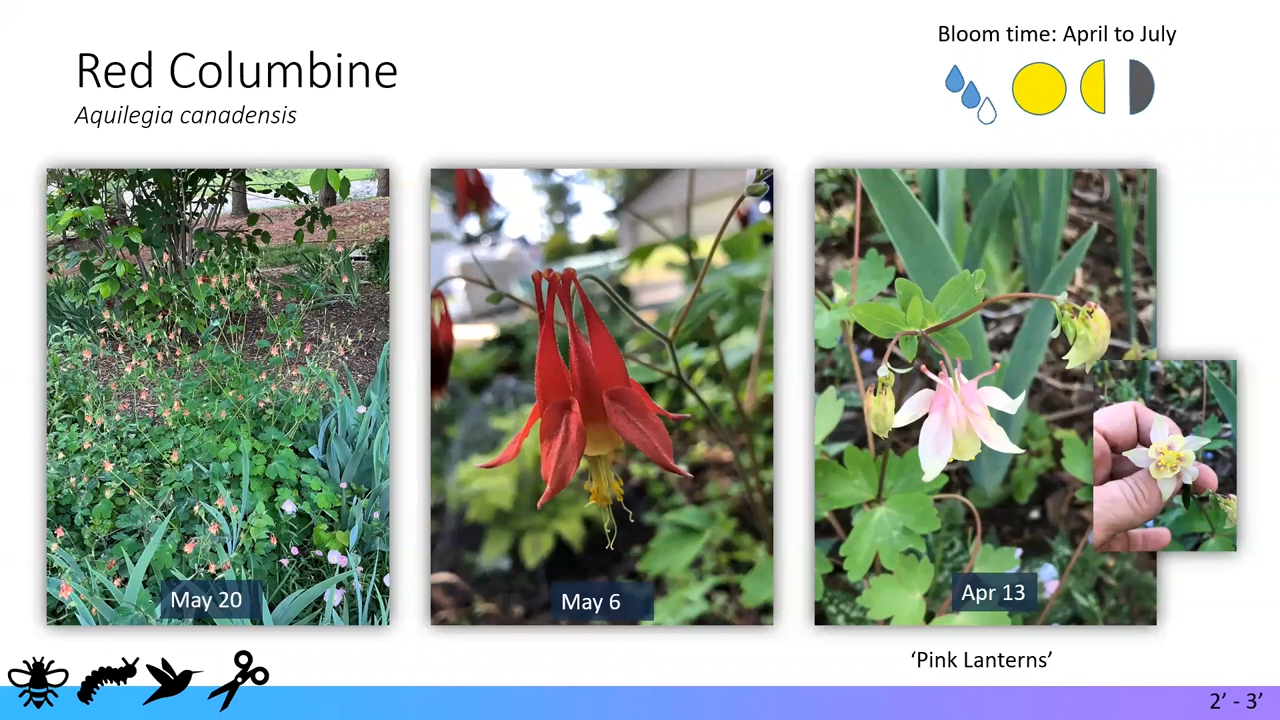 Bloom time: April to July
Red Columbine
Aquilegia canadensis
May 20
May 6
Apr 13
‘Pink Lanterns’
2’ - 3’